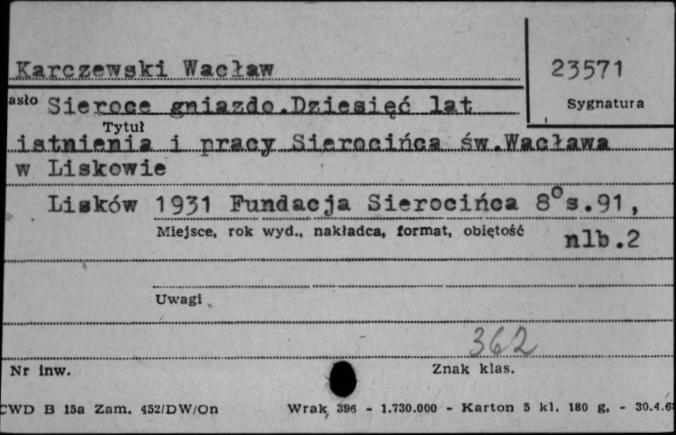 Karczewski Wacław
23571
asło Sieroce gniazdo.Dziesięć lat
Sygnatura
Tytuł
istnienia i pracy Sierocińca św.Wacława
w Liskowie
Lisków 1931 Fundacja Sierocińca 8°s.91,
Miejsce, rok wyd., nakładca, format, objętość
nlb.2
Uwagi
362
Nr inw.
Znak klas.
CWD B 15a Zam. 452/DW/On Wrak 396 - 1.730.000 - Karton 5 kl. 180 g, - 30.4.6